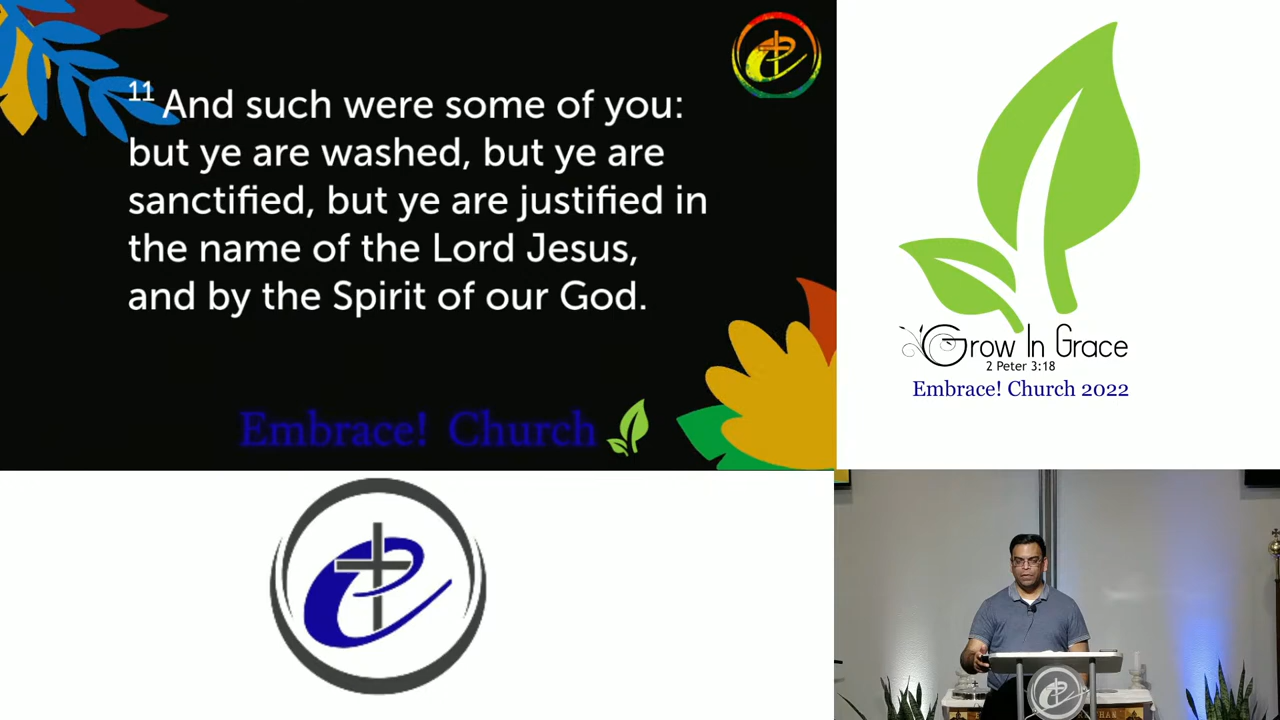 11 And such were some of you:
but ye are washed, but ye are
sanctified, but ye are justified in
the name of the Lord Jesus,
and by the Spirit of our God.
Embrace! Church
Grow In Grace
2 Peter 3:18
Embrace! Church 2022